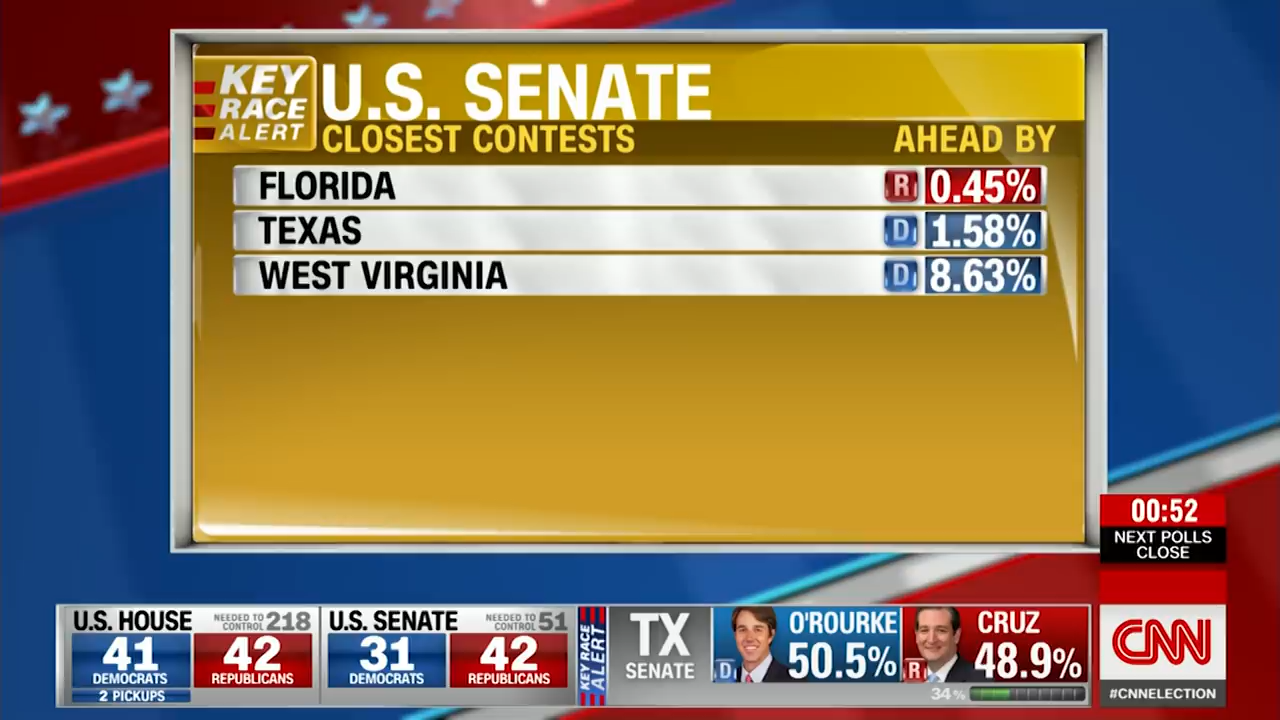 KEY RACE ALERT
U.S. SENATE
CLOSEST CONTESTS AHEAD BY
FLORIDA R 0.45%
TEXAS D 1.58%
WEST VIRGINIA D 8.63%
00:52
NEXT POLLS
CLOSE
U.S. HOUSE NEEDED TO CONTROL 218
41 DEMOCRATS 42 REPUBLICANS
2 PICKUPS
U.S. SENATE NEEDED TO CONTROL 51
31 DEMOCRATS 42 REPUBLICANS
KEY RACE ALERT
TX
SENATE
D O'ROURKE 50.5%
R CRUZ 48.9%
34%
CNN
#CNNELECTION